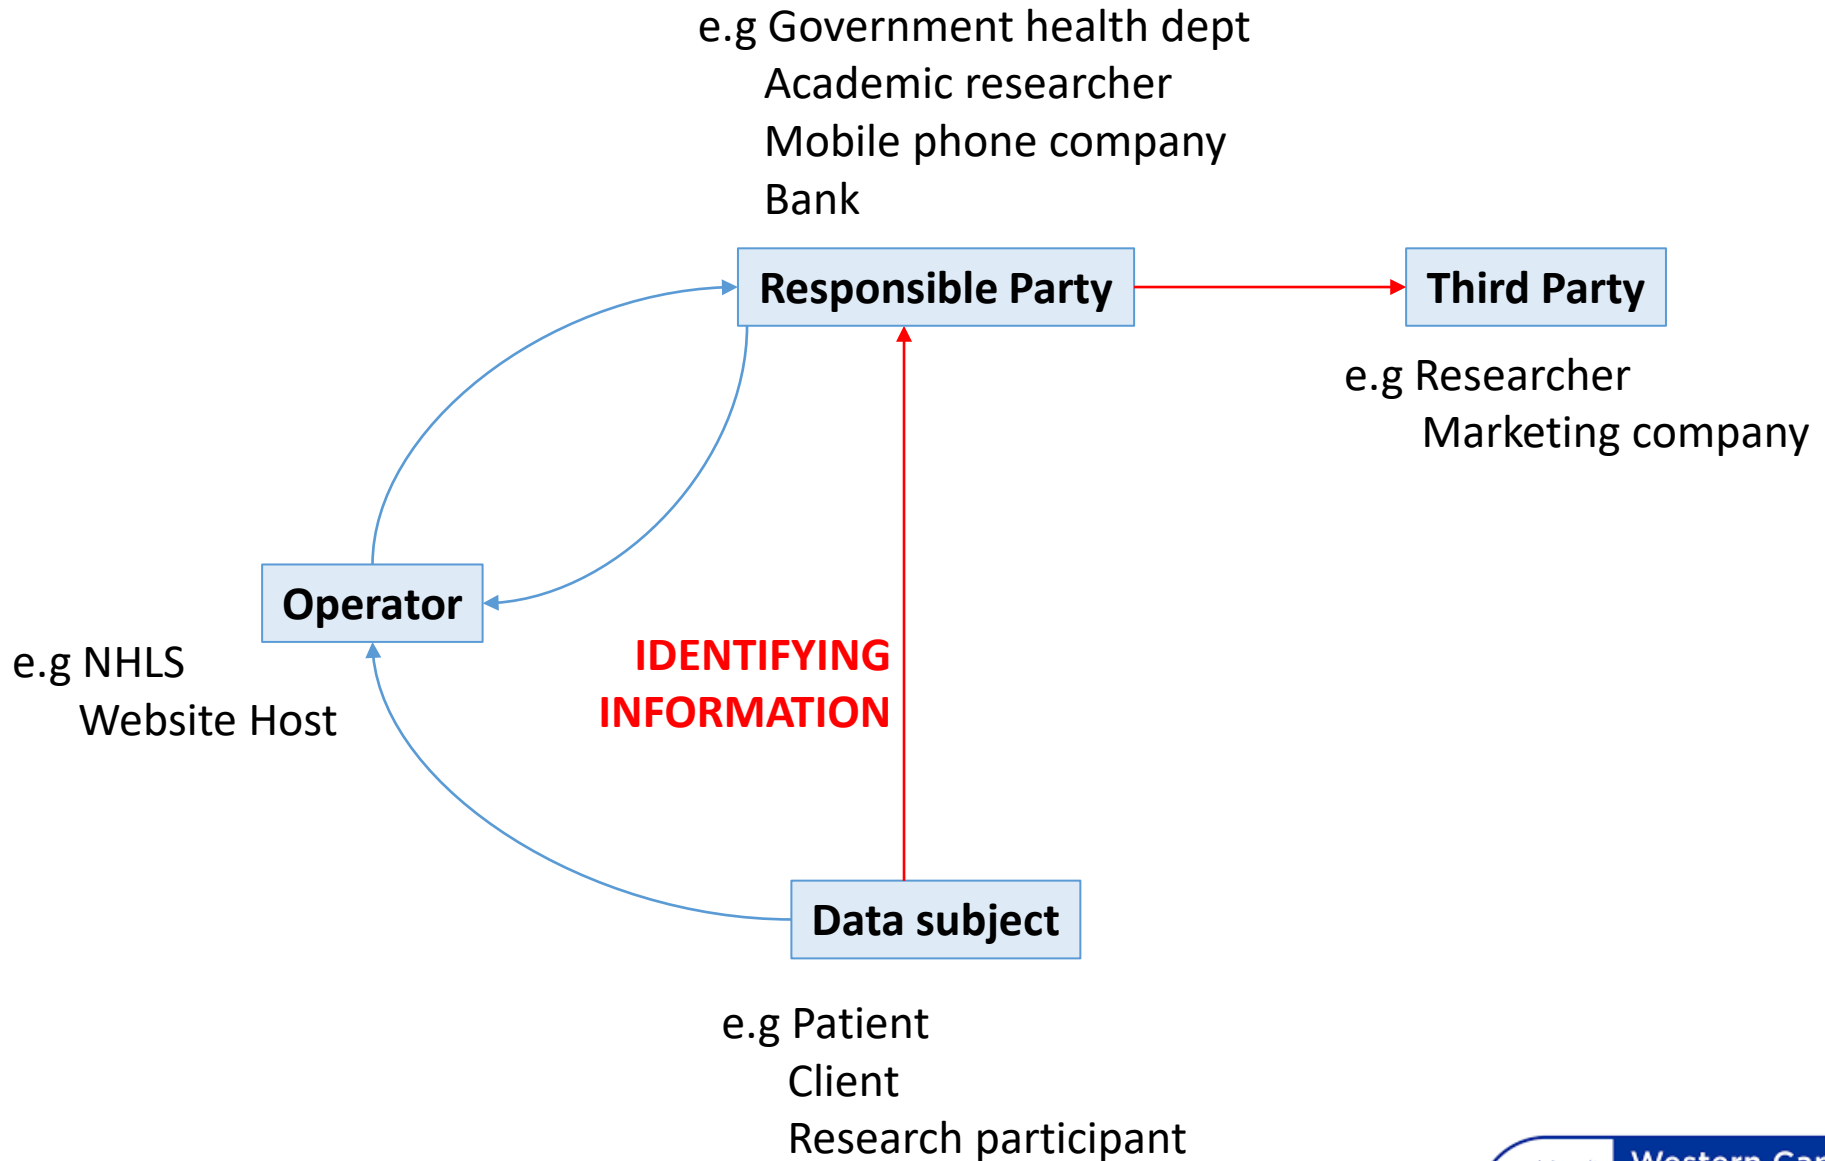 e.g Government health dept
Academic researcher
Mobile phone company
Bank
Responsible Party
Third Party
e.g Researcher
Marketing company
Operator
e.g NHLS
Website Host
IDENTIFYING
INFORMATION
Data subject
e.g Patient
Client
Research participant
Western